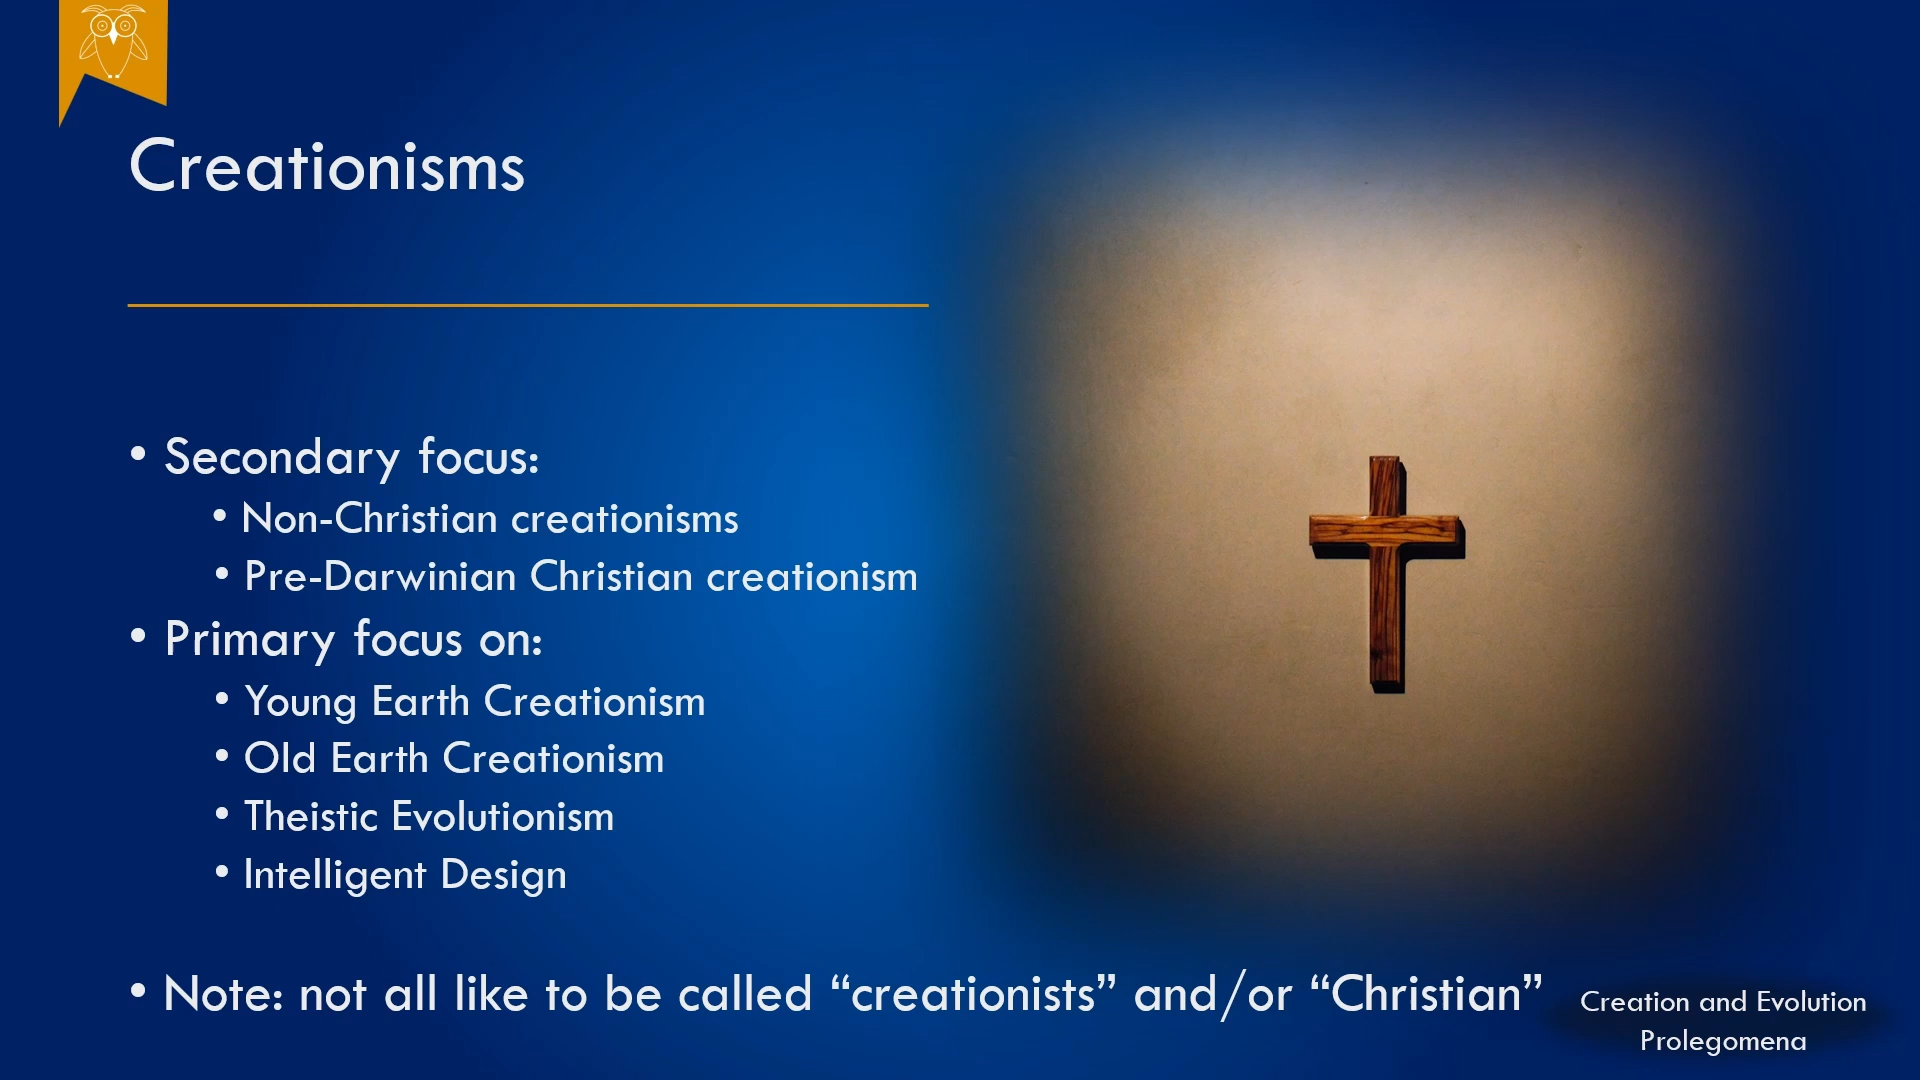 Creationisms
• Secondary focus:
• Non-Christian creationisms
• Pre-Darwinian Christian creationism
• Primary focus on:
• Young Earth Creationism
• Old Earth Creationism
• Theistic Evolutionism
• Intelligent Design
• Note: not all like to be called “creationists” and/or “Christian”
Creation and Evolution
Prolegomena